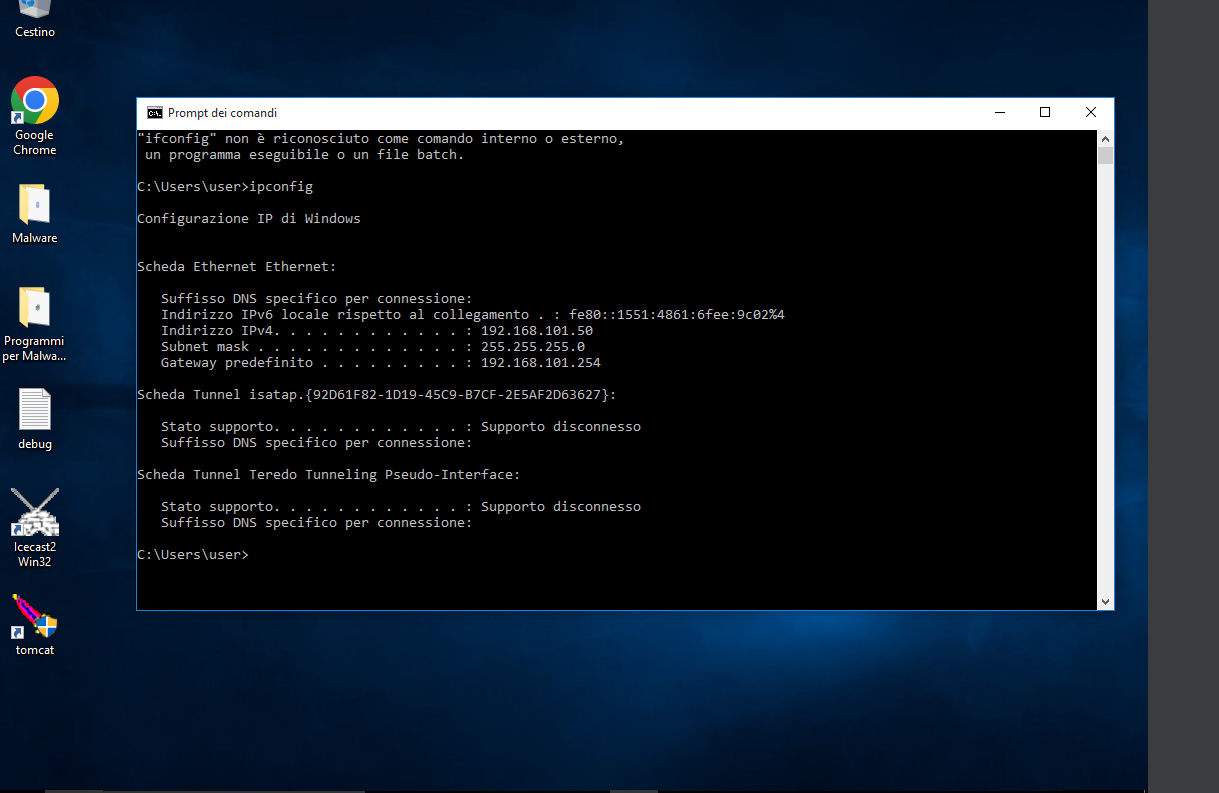 Cestino
Google
Chrome
Malware
Programmi
per Malwa...
debug
Icecast2
Win32
tomcat
Prompt dei comandi
"ifconfig" non è riconosciuto come comando interno o esterno,
 un programma eseguibile o un file batch.
C:\Users\user>ipconfig
Configurazione IP di Windows
Scheda Ethernet Ethernet:
   Suffisso DNS specifico per connessione:
   Indirizzo IPv6 locale rispetto al collegamento . : fe80::1551:4861:6fee:9c02%4
   Indirizzo IPv4. . . . . . . . . . . . : 192.168.101.50
   Subnet mask . . . . . . . . . . . . . : 255.255.255.0
   Gateway predefinito . . . . . . . . . : 192.168.101.254
Scheda Tunnel isatap.{92D61F82-1D19-45C9-B7CF-2E5AF2D63627}:
   Stato supporto. . . . . . . . . . . . : Supporto disconnesso
   Suffisso DNS specifico per connessione:
Scheda Tunnel Teredo Tunneling Pseudo-Interface:
   Stato supporto. . . . . . . . . . . . : Supporto disconnesso
   Suffisso DNS specifico per connessione:
C:\Users\user>